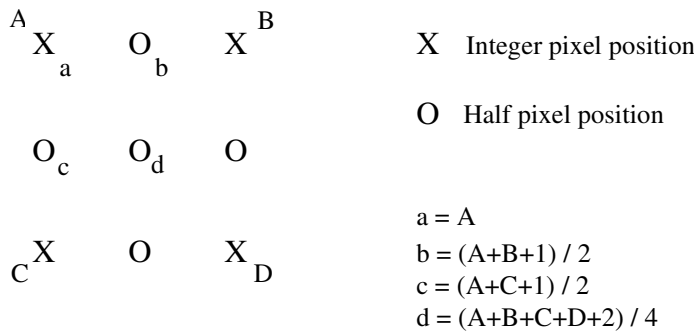 A B
X O X X Integer pixel position
a b
O Half pixel position
O O O
c d
a = A
X O X b = (A+B+1) / 2
C D c = (A+C+1) / 2
d = (A+B+C+D+2) / 4